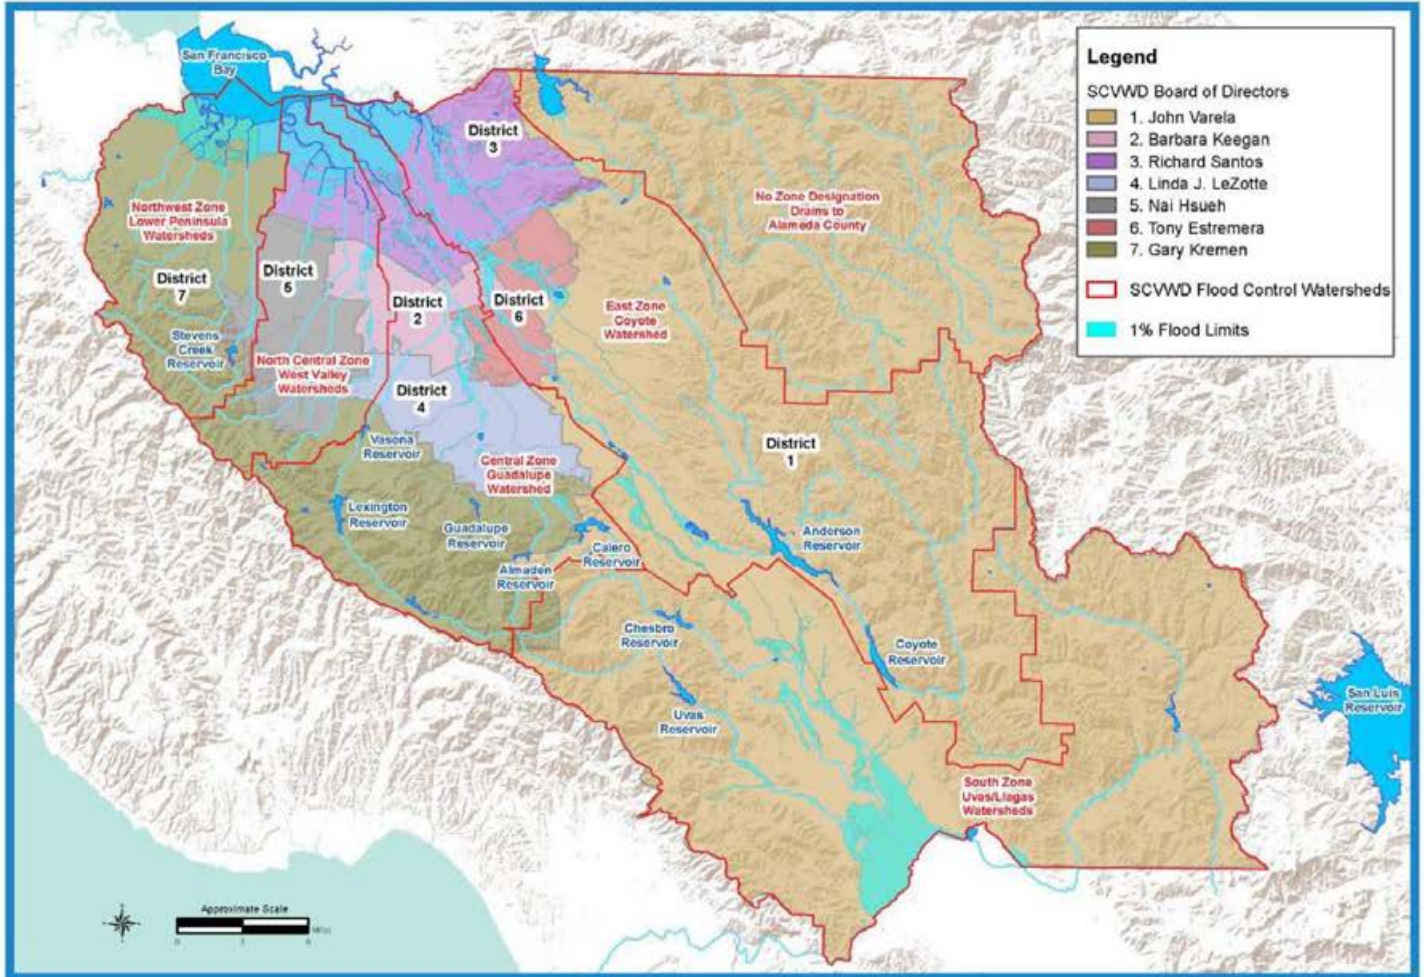 San Francisco
Bay
District
3
No Zone Designation
Drains to
Alameda County
Northwest Zone
Lower Peninsula
Watersheds
District
7
District
5
District
2
District
6
East Zone
Coyote
Watershed
Stevens
Creek
Reservoir
North Central Zone
West Valley
Watersheds
District
4
Vasona
Reservoir
Central Zone
Guadalupe
Watershed
District
1
Lexington
Reservoir
Guadalupe
Reservoir
Almaden
Reservoir
Calero
Reservoir
Anderson
Reservoir
Chesbro
Reservoir
Coyote
Reservoir
Uvas
Reservoir
San Luis
Reservoir
South Zone
Uvas/Llagas
Watersheds
Legend
SCVWD Board of Directors
1. John Varela
2. Barbara Keegan
3. Richard Santos
4. Linda J. LeZotte
5. Nai Hsueh
6. Tony Estremera
7. Gary Kremen
SCVWD Flood Control Watersheds
1% Flood Limits
Approximate Scale
Miles
0 3 6